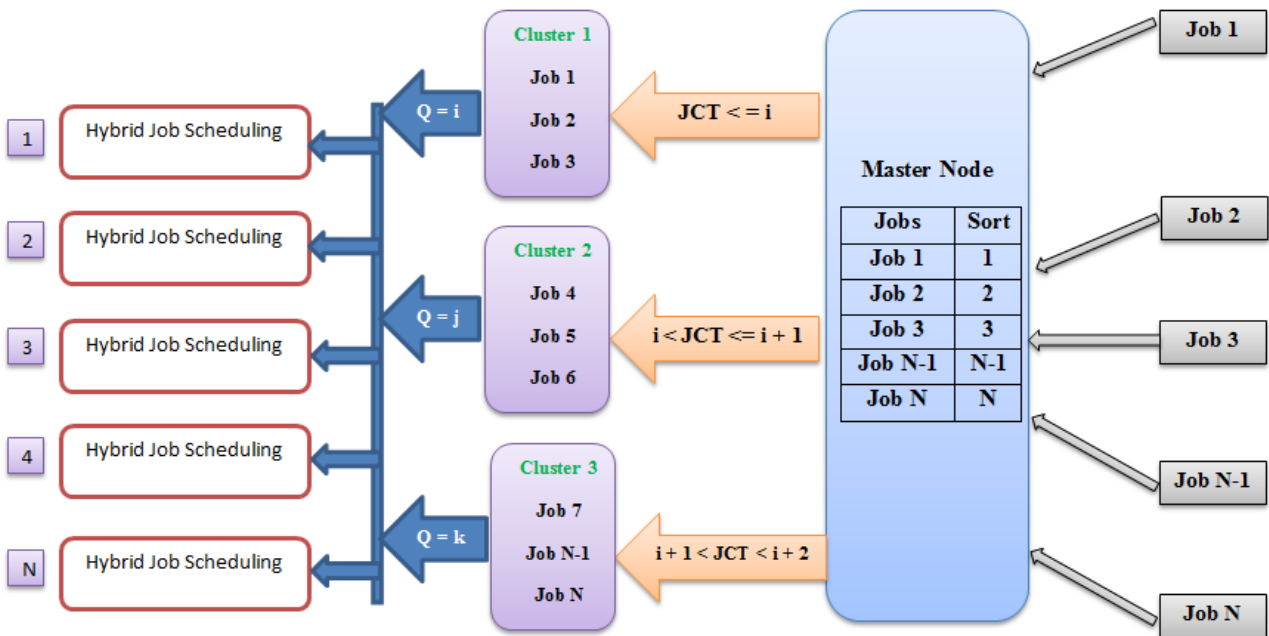 Cluster 1
Job 1
Job 2
Job 3
Q = i
JCT < = i
1
Hybrid Job Scheduling
2
Hybrid Job Scheduling
3
Hybrid Job Scheduling
4
Hybrid Job Scheduling
N
Hybrid Job Scheduling
Cluster 2
Job 4
Job 5
Job 6
Q = j
i < JCT <= i + 1
Cluster 3
Job 7
Job N-1
Job N
Q = k
i + 1 < JCT < i + 2
Master Node
Jobs Sort
Job 1 1
Job 2 2
Job 3 3
Job N-1 N-1
Job N N
Job 1
Job 2
Job 3
Job N-1
Job N